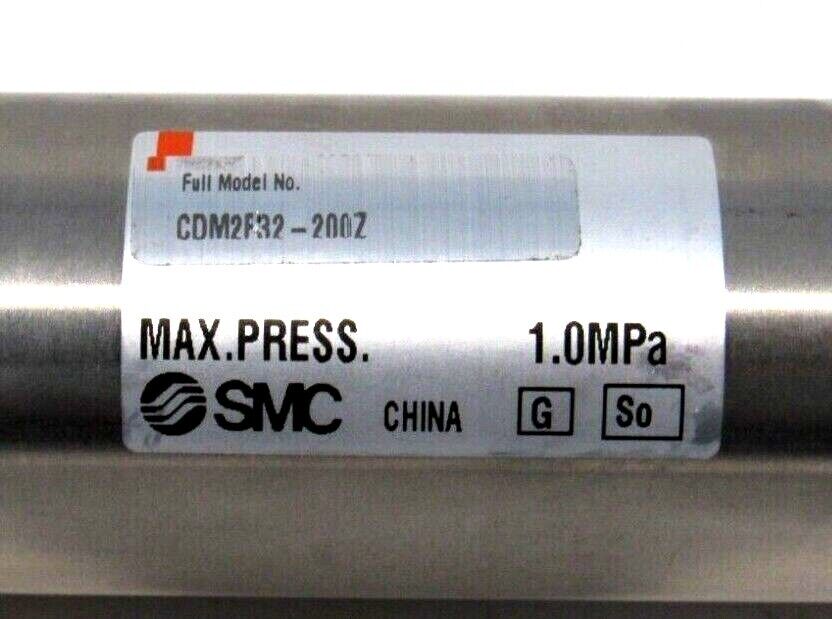 Full Model No.
CDM2F32-200Z
MAX.PRESS. 1.0MPa
SMC CHINA G So